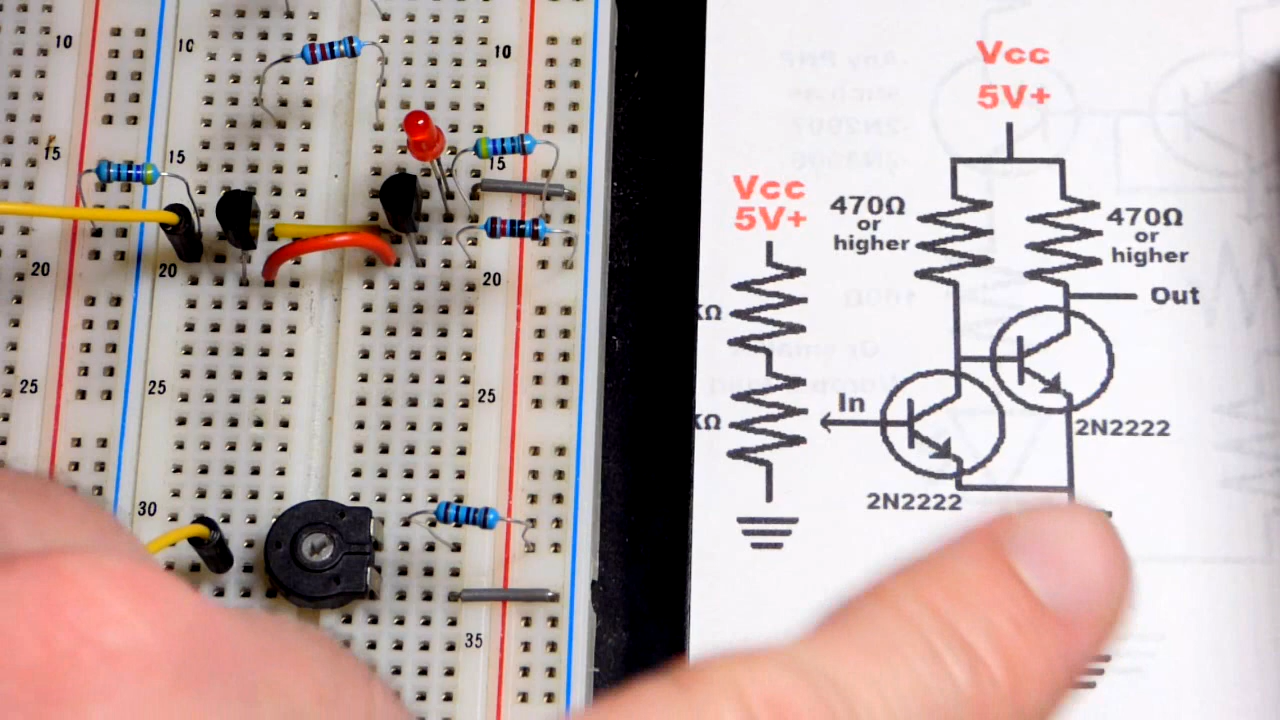 10
10
10
15
15
15
20
20
20
25
25
25
30
35
Vcc
5V+
Vcc
5V+
470Ω
or
higher
470Ω
or
higher
Out
In
2N2222
2N2222